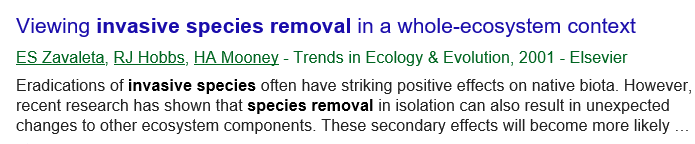 Viewing invasive species removal in a whole-ecosystem context
ES Zavaleta, RJ Hobbs, HA Mooney - Trends in Ecology & Evolution, 2001 - Elsevier
Eradications of invasive species often have striking positive effects on native biota. However,
recent research has shown that species removal in isolation can also result in unexpected
changes to other ecosystem components. These secondary effects will become more likely …